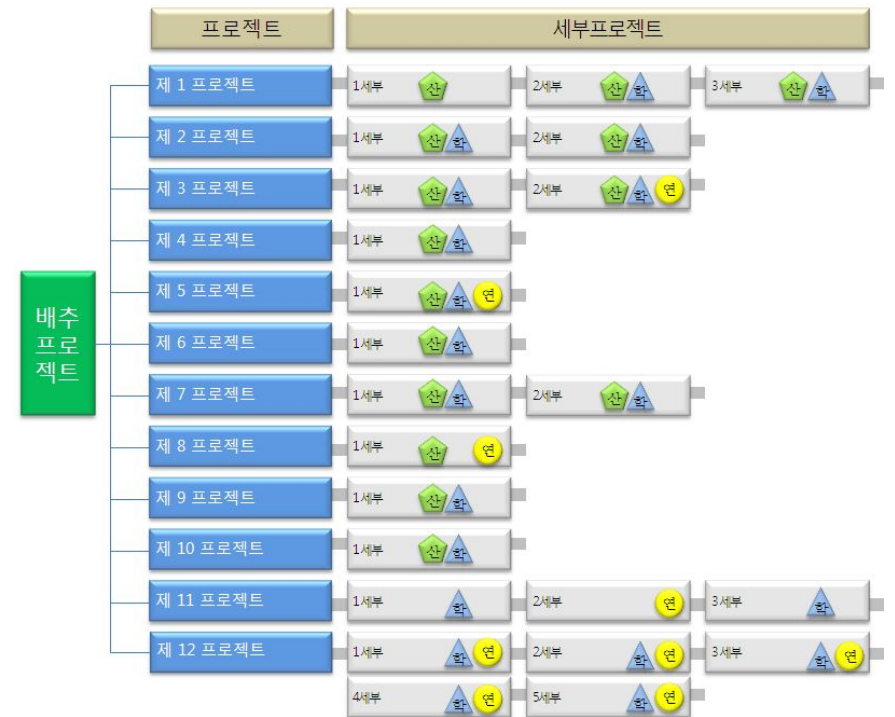 프로젝트 세부프로젝트
제 1 프로젝트 1세부 산 2세부 산 학 3세부 산 학
제 2 프로젝트 1세부 산 학 2세부 산 학
제 3 프로젝트 1세부 산 학 2세부 산 학 연
제 4 프로젝트 1세부 산 학
제 5 프로젝트 1세부 산 학 연
배추
프로
젝트
제 6 프로젝트 1세부 산 학
제 7 프로젝트 1세부 산 학 2세부 산 학
제 8 프로젝트 1세부 산 연
제 9 프로젝트 1세부 산 학
제 10 프로젝트 1세부 산 학
제 11 프로젝트 1세부 학 2세부 연 3세부 학
제 12 프로젝트 1세부 학 연 2세부 학 연 3세부 학 연
4세부 학 연 5세부 학 연